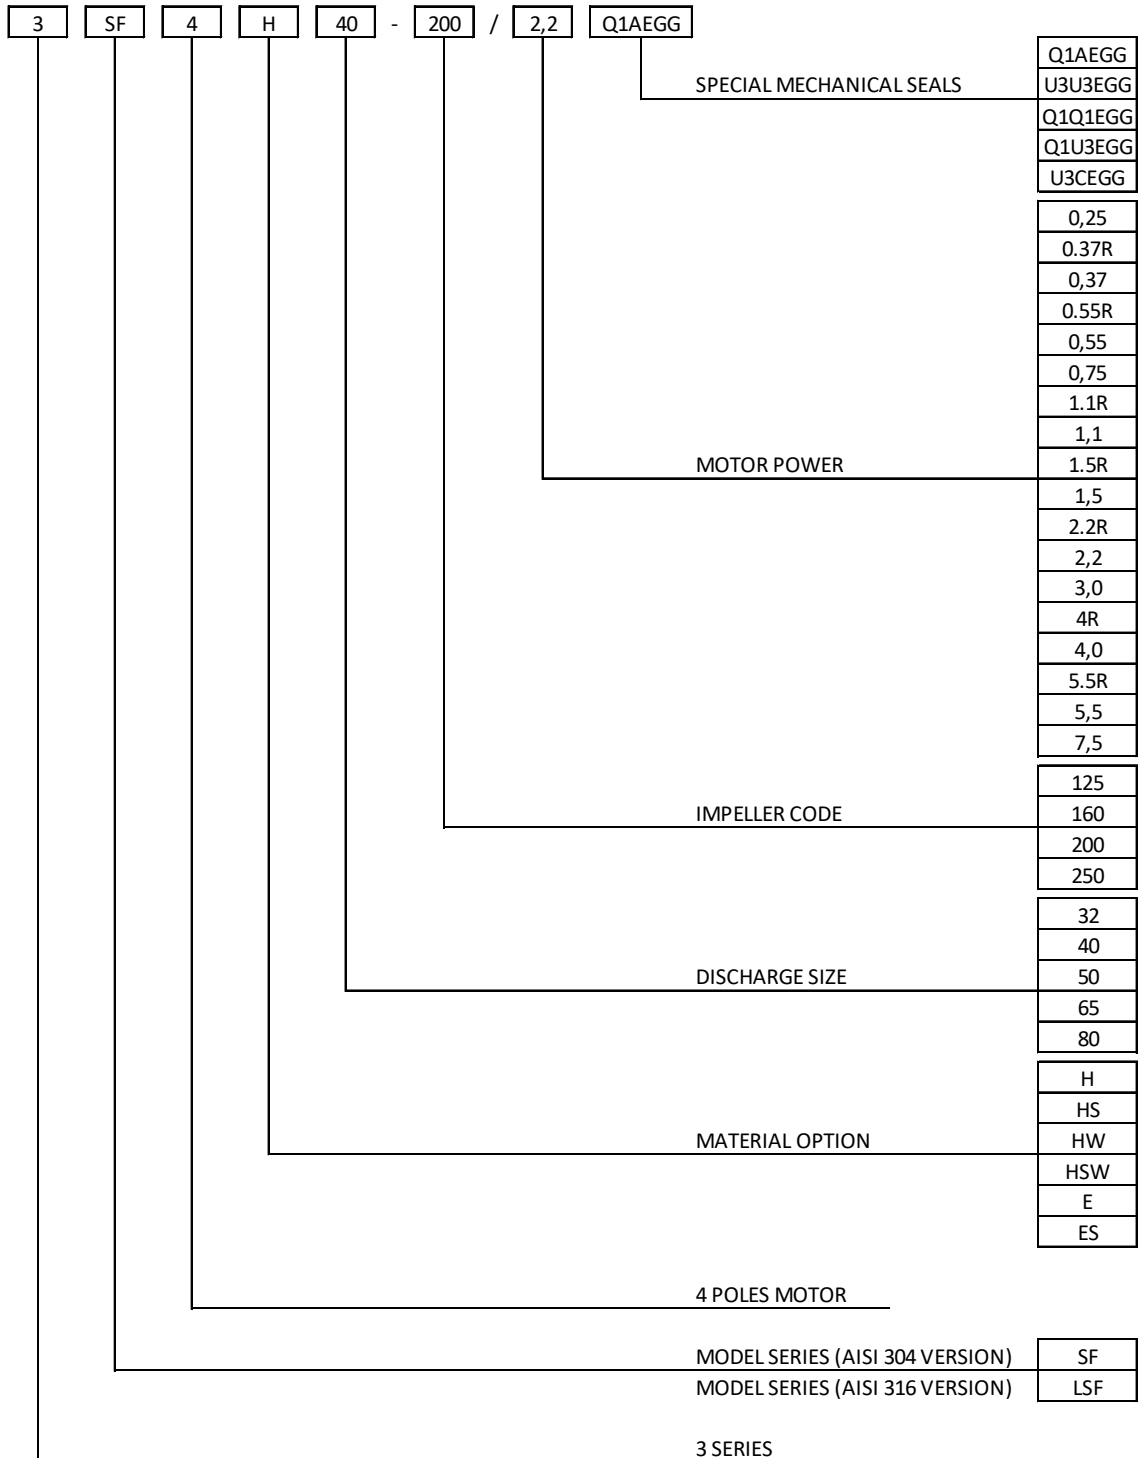 3 SF 4 H 40 - 200 / 2,2 Q1AEGG
Q1AEGG
SPECIAL MECHANICAL SEALS U3U3EGG
Q1Q1EGG
Q1U3EGG
U3CEGG
0,25
0.37R
0,37
0.55R
0,55
0,75
1.1R
1,1
MOTOR POWER 1.5R
1,5
2.2R
2,2
3,0
4R
4,0
5.5R
5,5
7,5
125
IMPELLER CODE 160
200
250
32
40
DISCHARGE SIZE 50
65
80
H
HS
MATERIAL OPTION HW
HSW
E
ES
4 POLES MOTOR
MODEL SERIES (AISI 304 VERSION) SF
MODEL SERIES (AISI 316 VERSION) LSF
3 SERIES